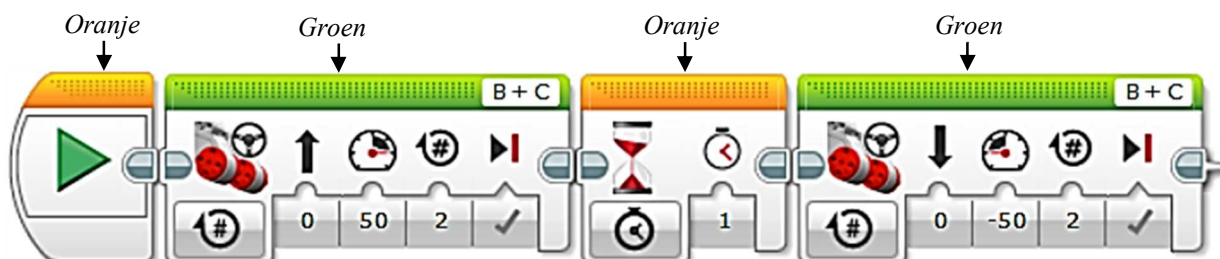 Oranje Groen Oranje Groen
B + C B + C
# #
# #
0 50 2 1 0 -50 2